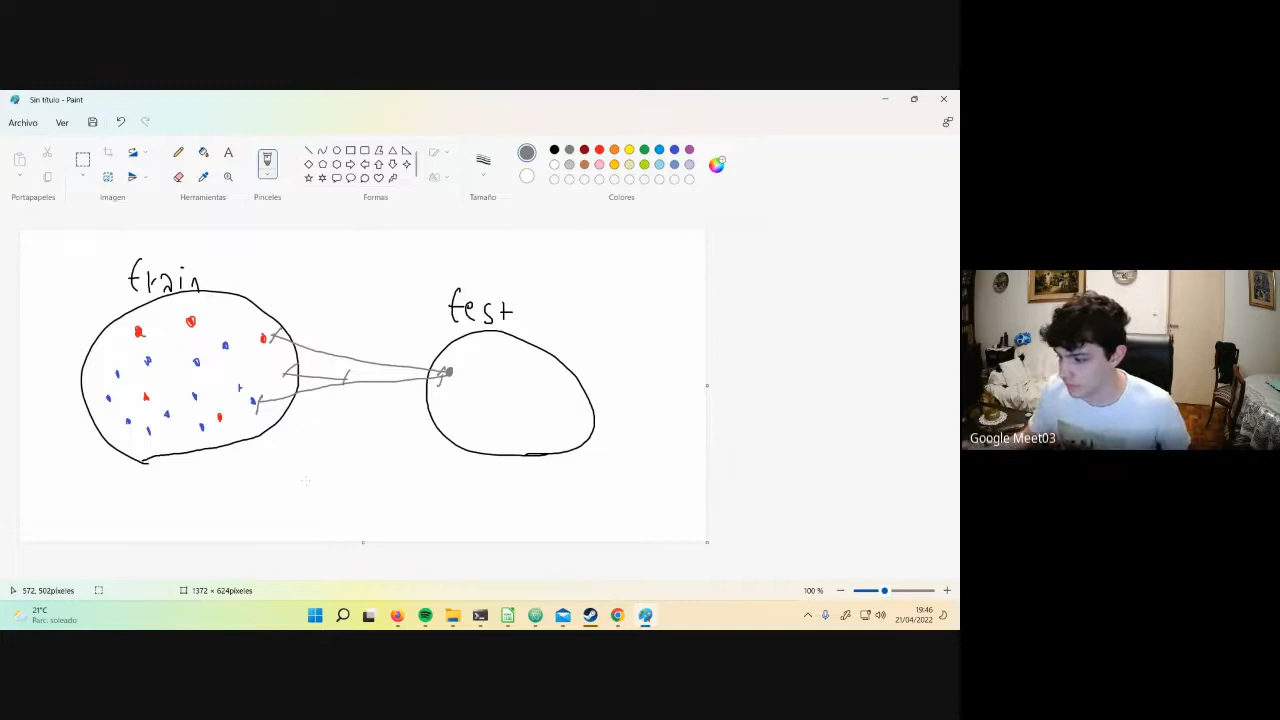 Sin título - Paint
Archivo Ver
Portapapeles Imagen Herramientas Pinceles Formas Tamaño Colores
A
train
test
Google Meet03
572, 502píxeles 1372 × 624píxeles 100 %
21°C
Parc. soleado
19:46
21/04/2022